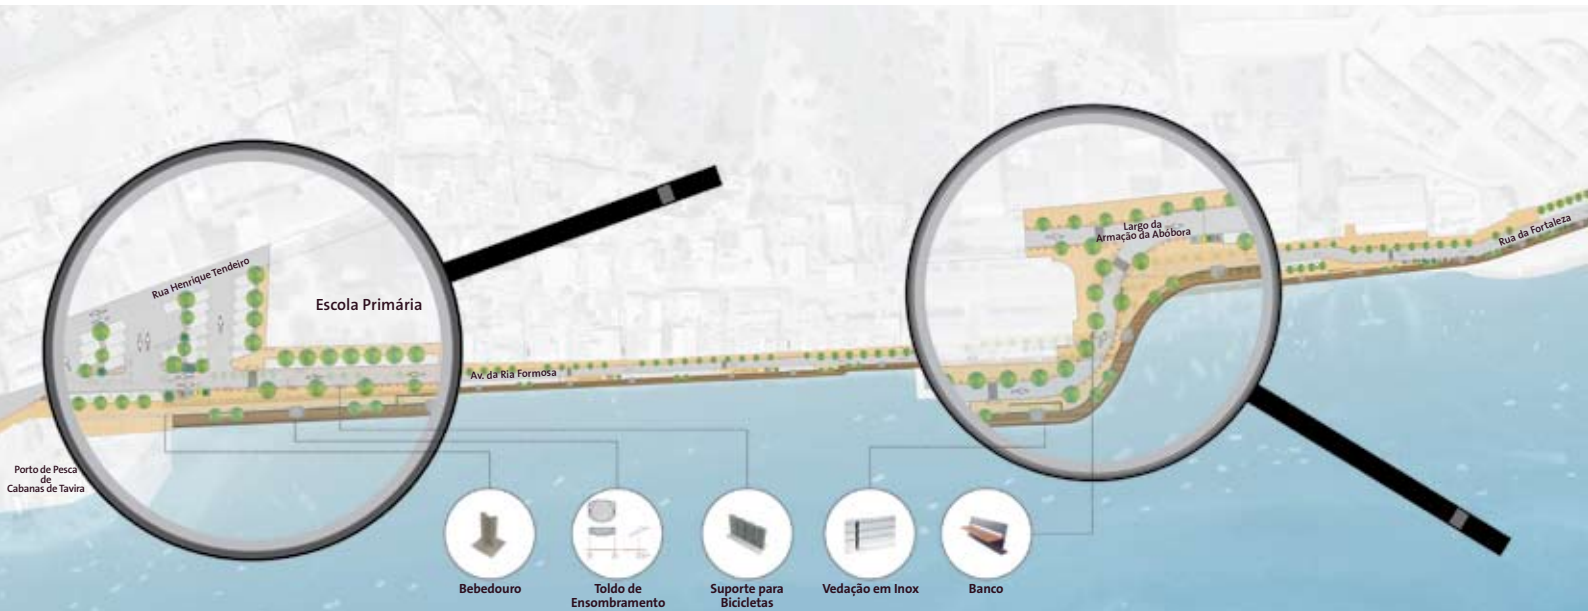 Rua Henrique Tendeiro
Escola Primária
Av. da Ria Formosa
Largo da
Armação da Abóbora
Rua da Fortaleza
Porto de Pesca
de
Cabanas de Tavira
Bebedouro
Toldo de
Ensombramento
Suporte para
Bicicletas
Vedação em Inox
Banco